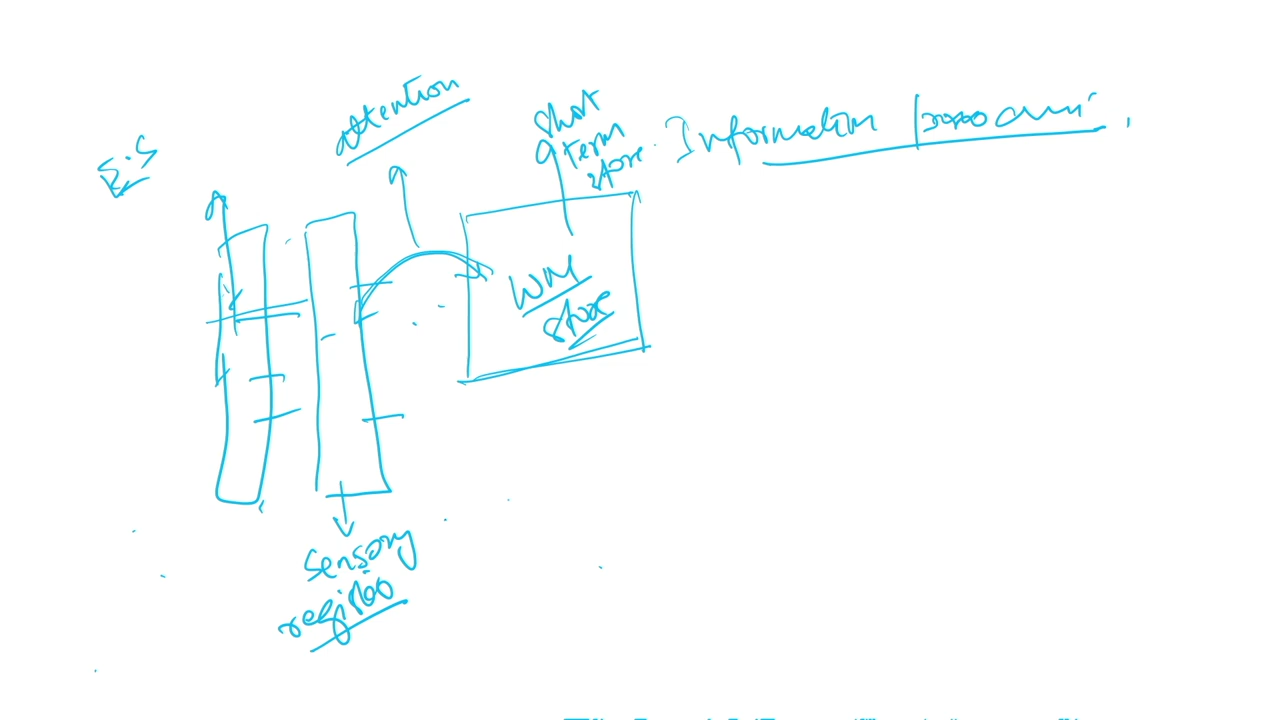 attention
Short
term
store
Information
WM
store
Sensory
register